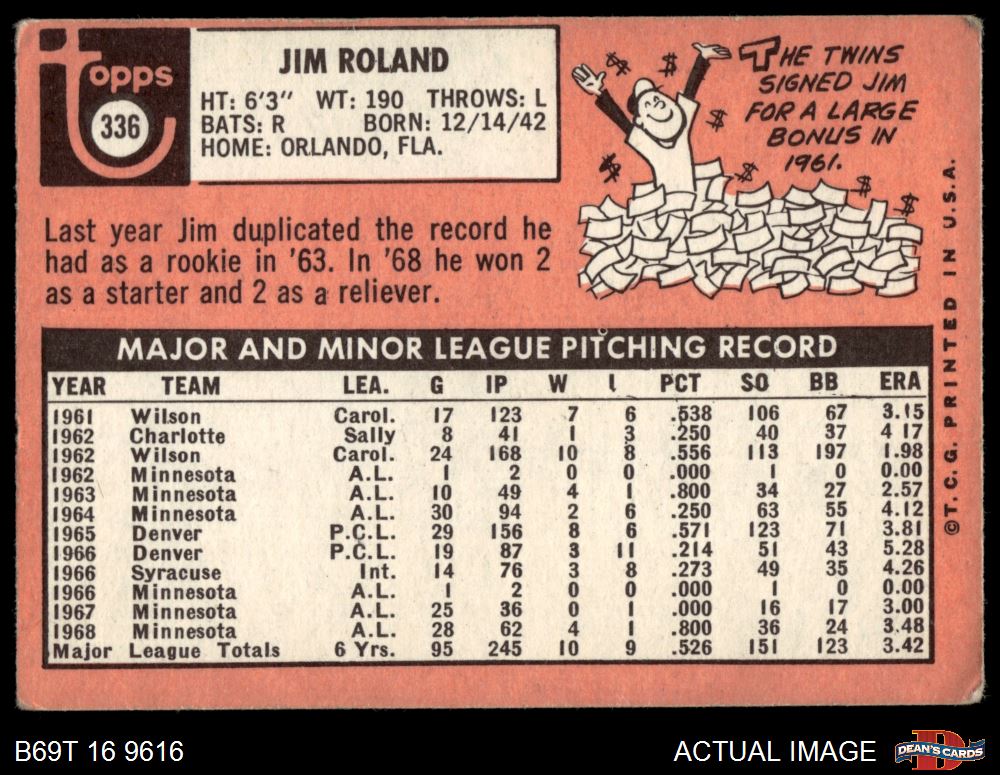 Topps
336
JIM ROLAND
HT: 6'3" WT: 190 THROWS: L
BATS: R BORN: 12/14/42
HOME: ORLANDO, FLA.
THE TWINS
SIGNED JIM
FOR A LARGE
BONUS IN
1961.
Last year Jim duplicated the record he
had as a rookie in '63. In '68 he won 2
as a starter and 2 as a reliever.
MAJOR AND MINOR LEAGUE PITCHING RECORD
YEAR TEAM LEA. G IP W L PCT SO BB ERA
1961 Wilson Carol. 17 123 7 6 .538 106 67 3.15
1962 Charlotte Sally 8 41 1 3 .250 40 37 4 17
1962 Wilson Carol. 24 168 10 8 .556 113 197 1.98
1962 Minnesota A.L. 1 2 0 0 .000 1 0 0.00
1963 Minnesota A.L. 10 49 4 1 .800 34 27 2.57
1964 Minnesota A.L. 30 94 2 6 .250 63 55 4.12
1965 Denver P.C.L. 29 156 8 6 .571 123 71 3.81
1966 Denver P.C.L. 19 87 3 11 .214 51 43 5.28
1966 Syracuse Int. 14 76 3 8 .273 49 35 4.26
1966 Minnesota A.L. 1 2 0 0 .000 1 0 0.00
1967 Minnesota A.L. 25 36 0 1 .000 16 17 3.00
1968 Minnesota A.L. 28 62 4 1 .800 36 24 3.48
Major League Totals 6 Yrs. 95 245 10 9 .526 151 123 3.42
©T.C.G. PRINTED IN U.S.A.
B69T 16 9616
ACTUAL IMAGE
DEAN'S CARDS